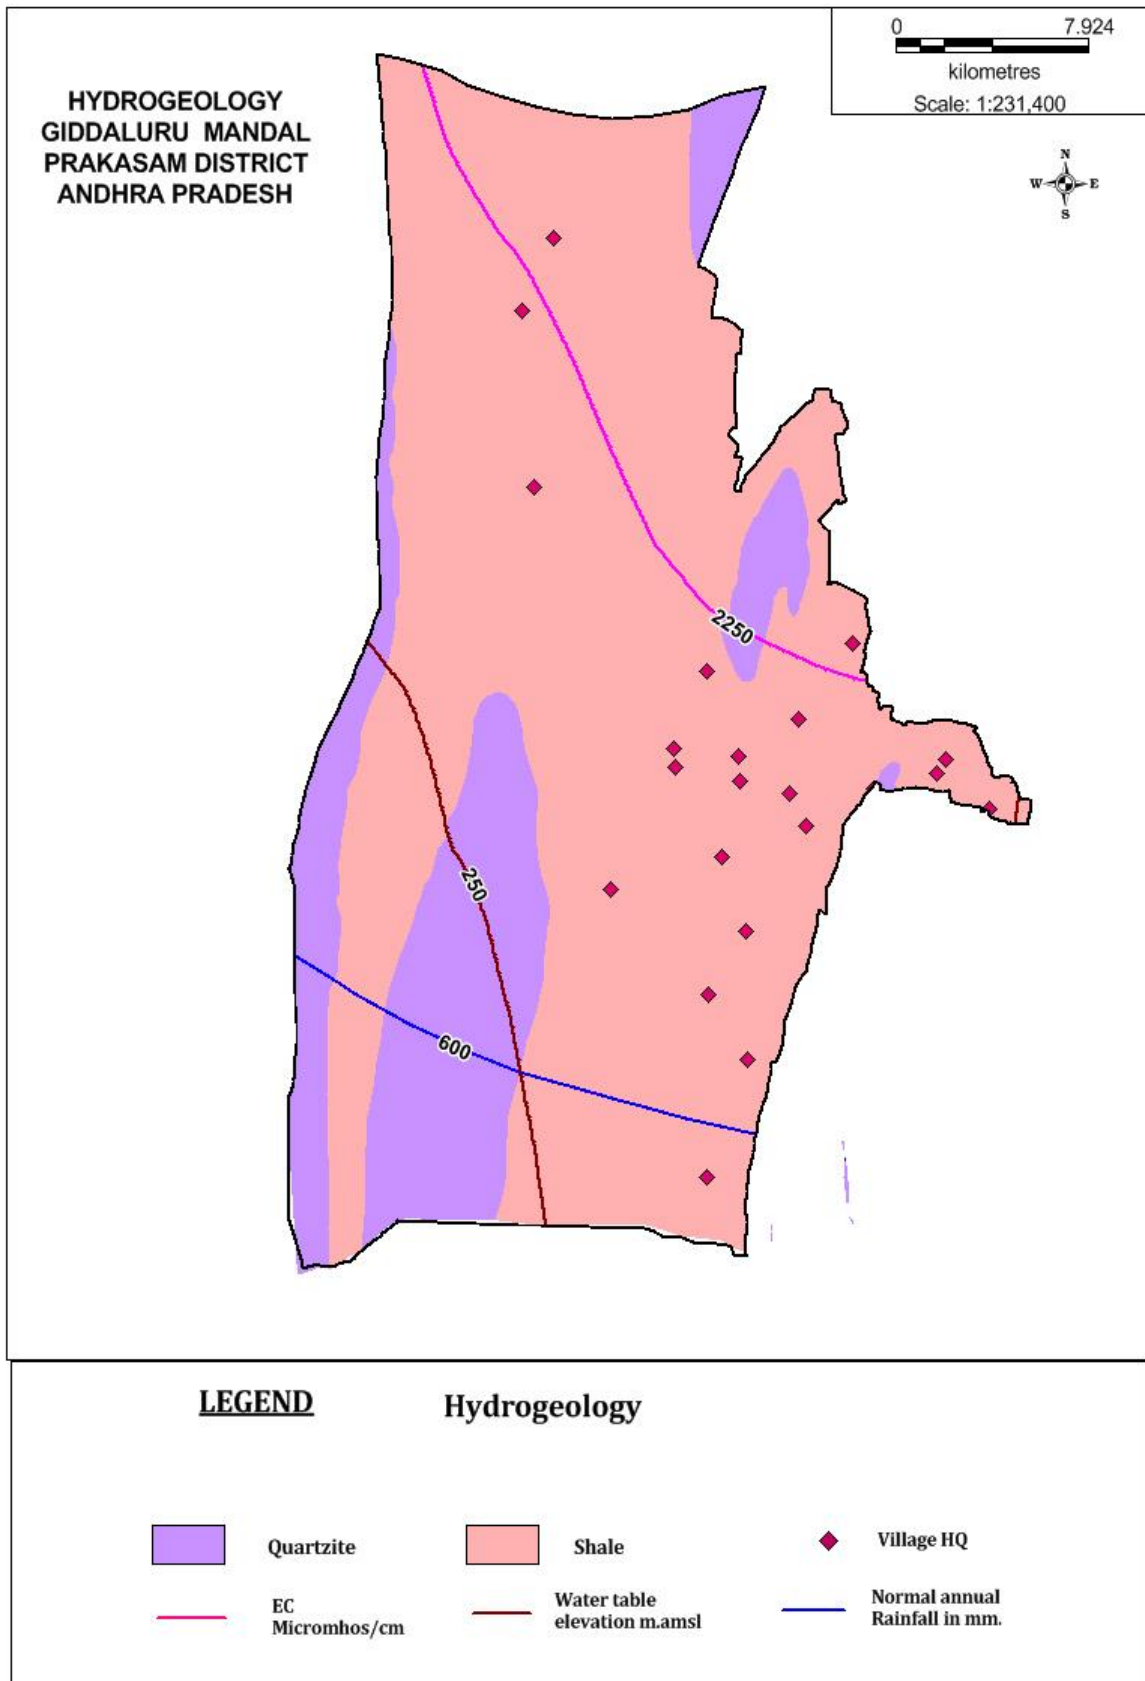 HYDROGEOLOGY
GIDDALURU MANDAL
PRAKASAM DISTRICT
ANDHRA PRADESH
0 7.924
kilometres
Scale: 1:231,400
N
W E
S
2250
250
600
LEGEND Hydrogeology
Quartzite
Shale
Village HQ
EC
Micromhos/cm
Water table
elevation m.amsl
Normal annual
Rainfall in mm.